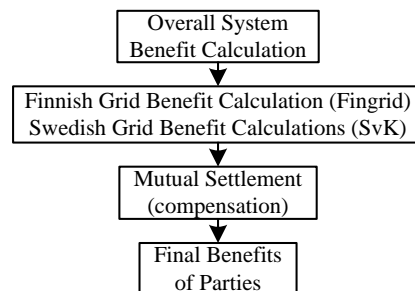 Overall System
Benefit Calculation
Finnish Grid Benefit Calculation (Fingrid)
Swedish Grid Benefit Calculations (SvK)
Mutual Settlement
(compensation)
Final Benefits
of Parties